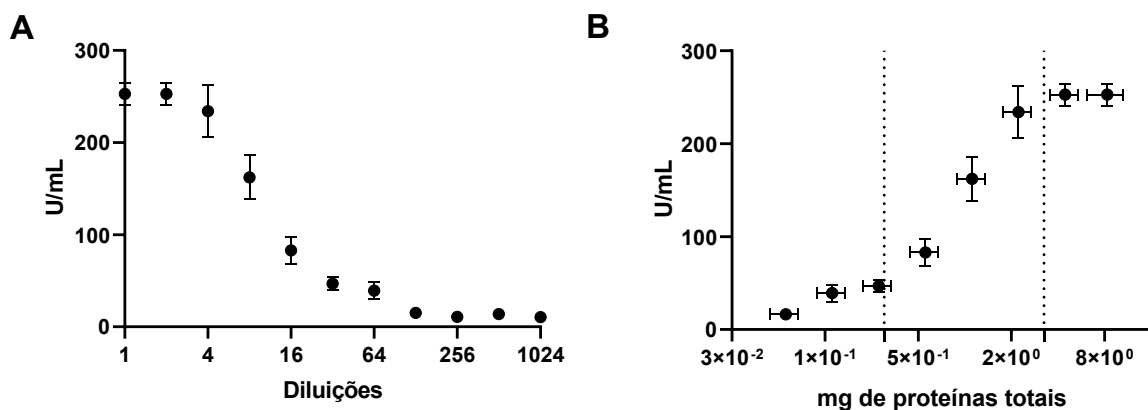 A
300
200
100
0
U/mL
1 4 16 64 256 1024
Diluições
B
300
200
100
0
U/mL
3×10⁻² 1×10⁻¹ 5×10⁻¹ 2×10⁰ 8×10⁰
mg de proteínas totais